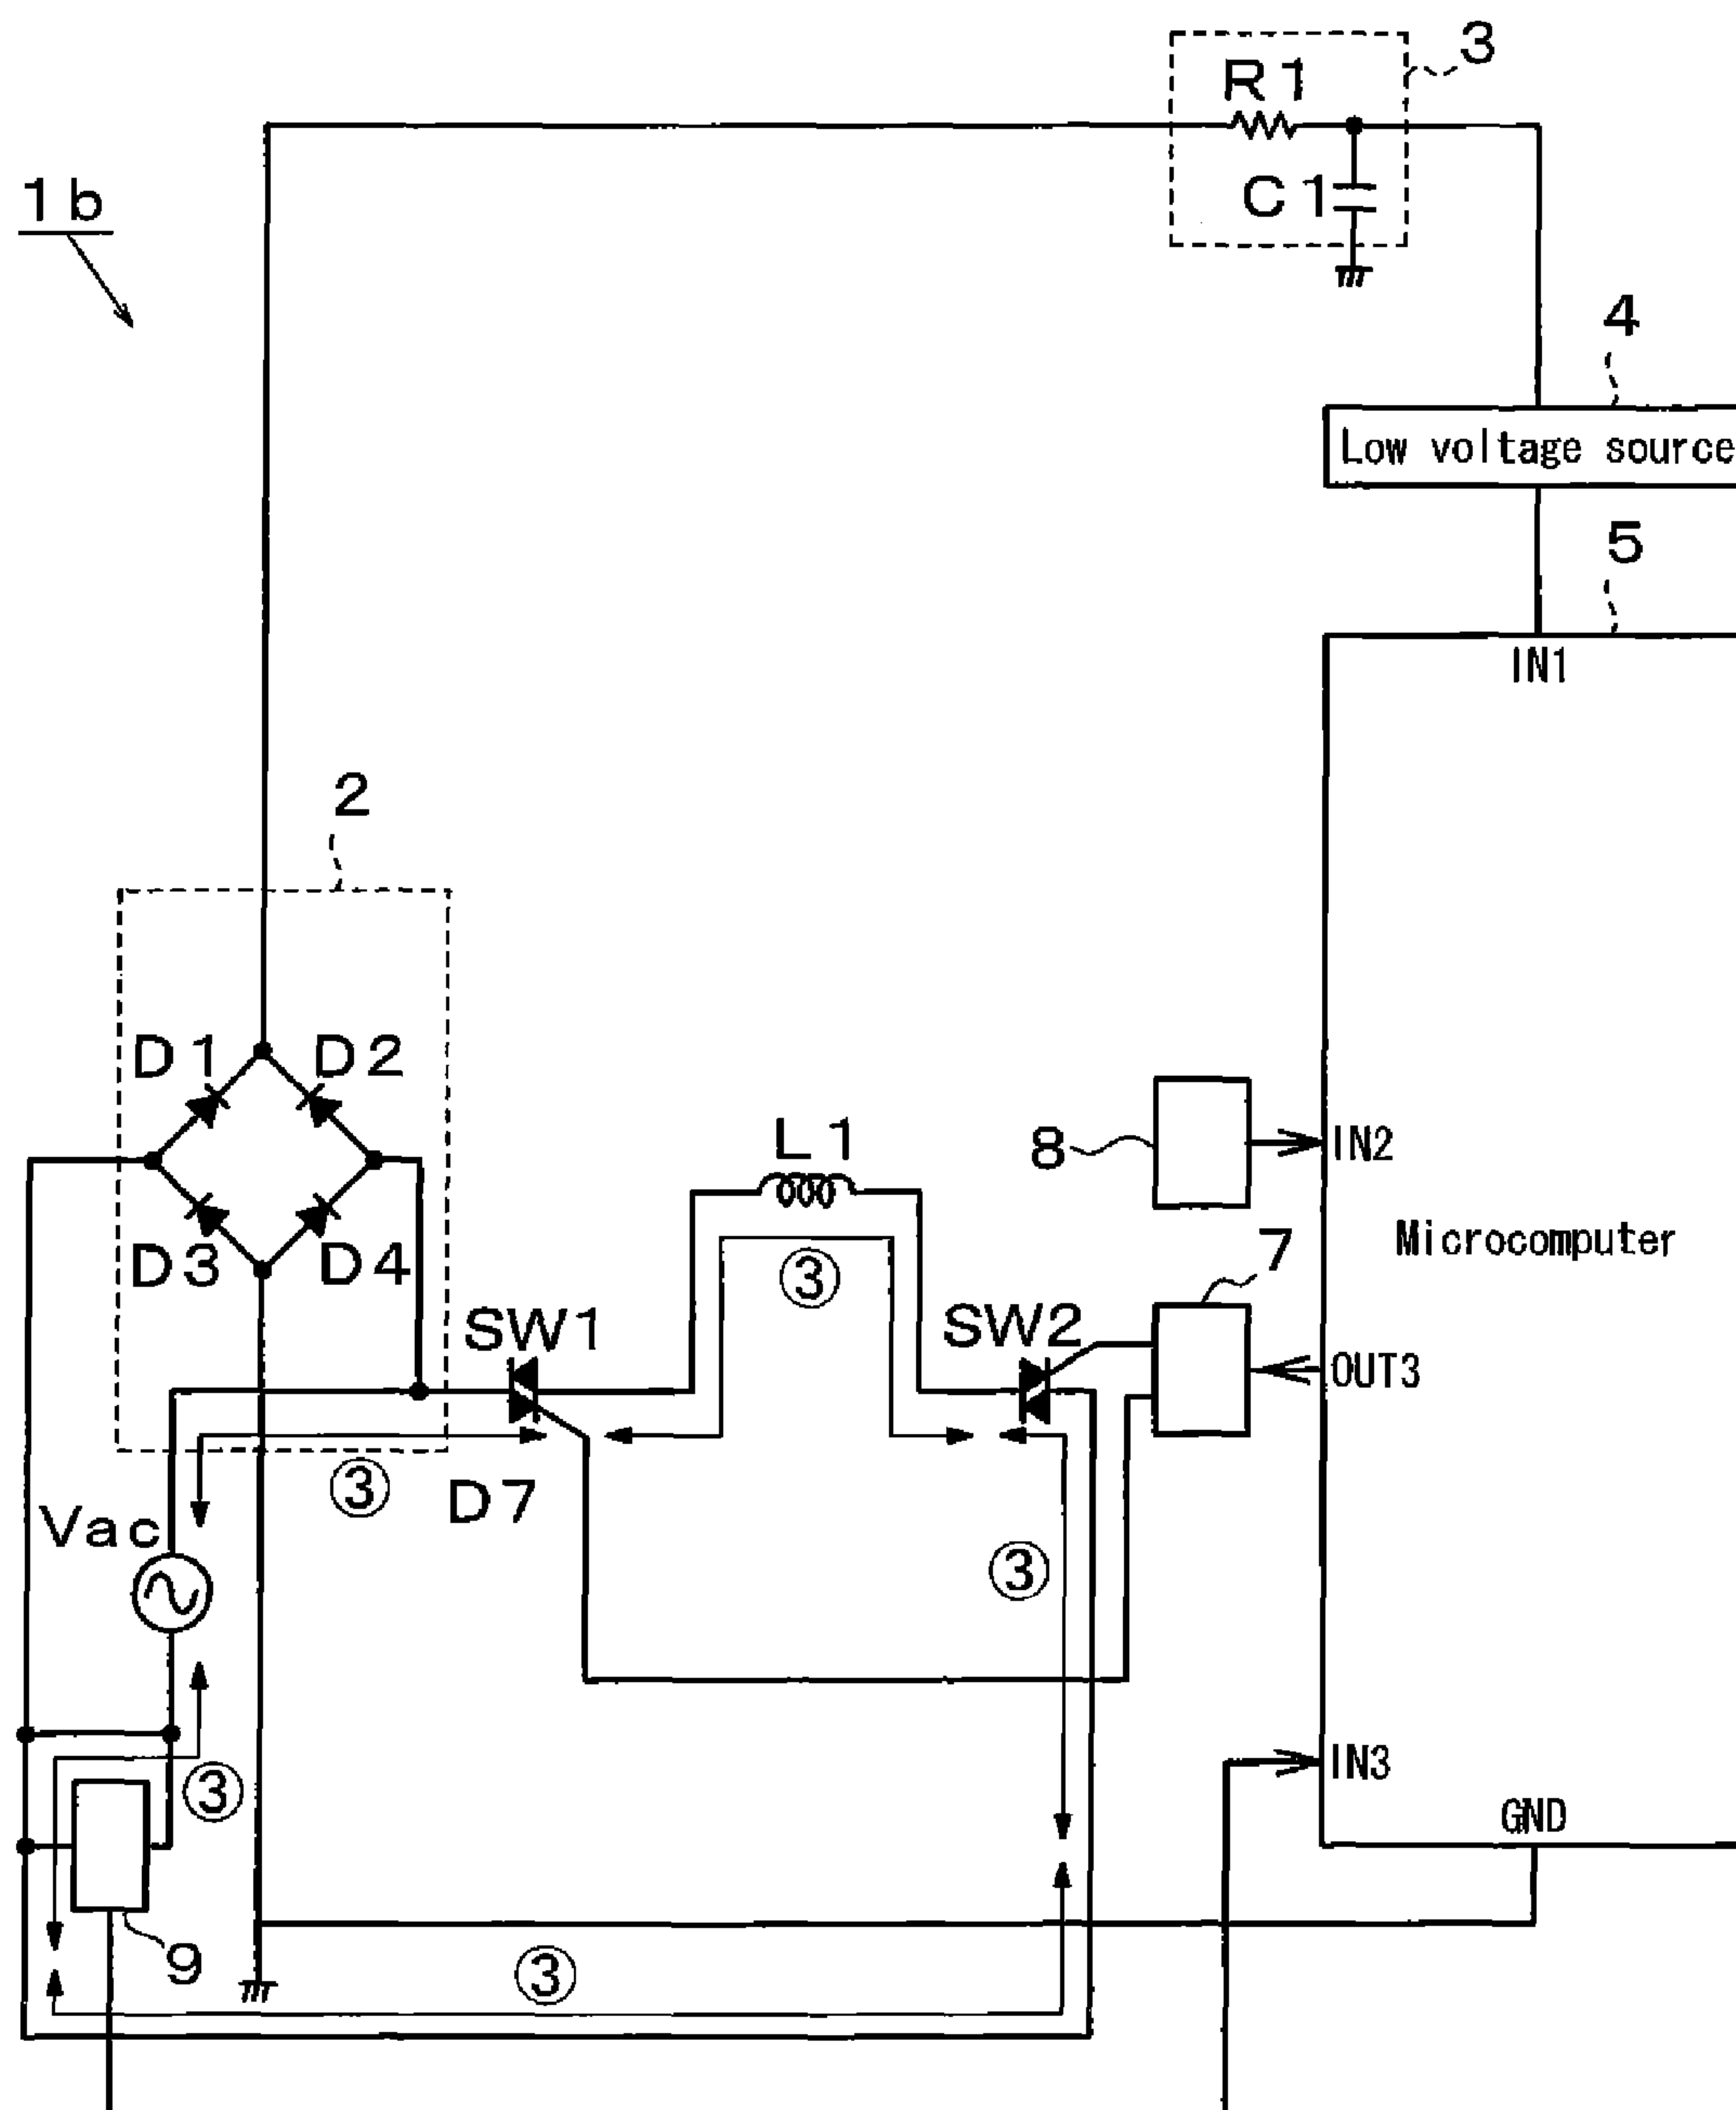 3
R1
1b
C1
4
Low voltage source
5
IN1
2
D1 D2
L1
8
IN2
Microcomputer
D3 D4
③
7
SW1
SW2
OUT3
③
D7
Vac
③
IN3
③
GND
9
③